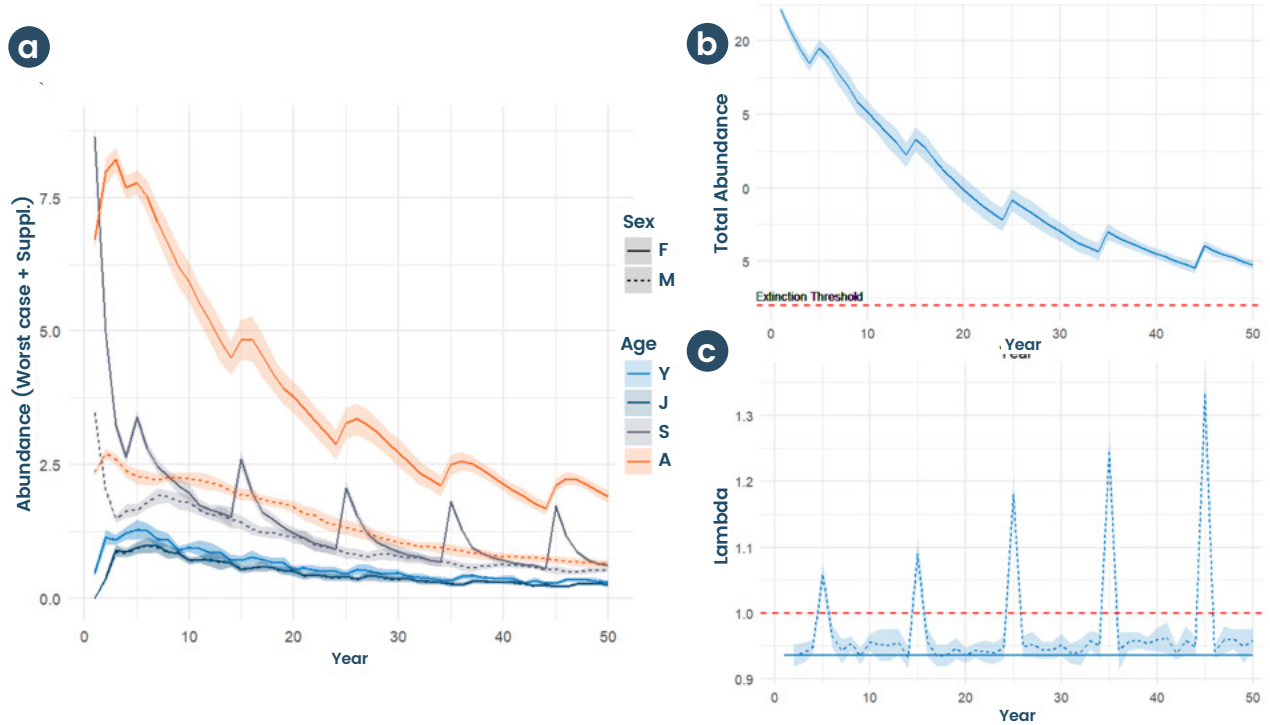 a
Abundance (Worst case + Suppl.)
7.5
5.0
2.5
0.0
0 10 20 30 40 50
Year
Sex
F
M
Age
Y
J
S
A
b
Total Abundance
20
5
0
5
Extinction Threshold
0 10 20 30 40 50
Year
c
Lambda
1.3
1.2
1.1
1.0
0.9
0 10 20 30 40 50
Year